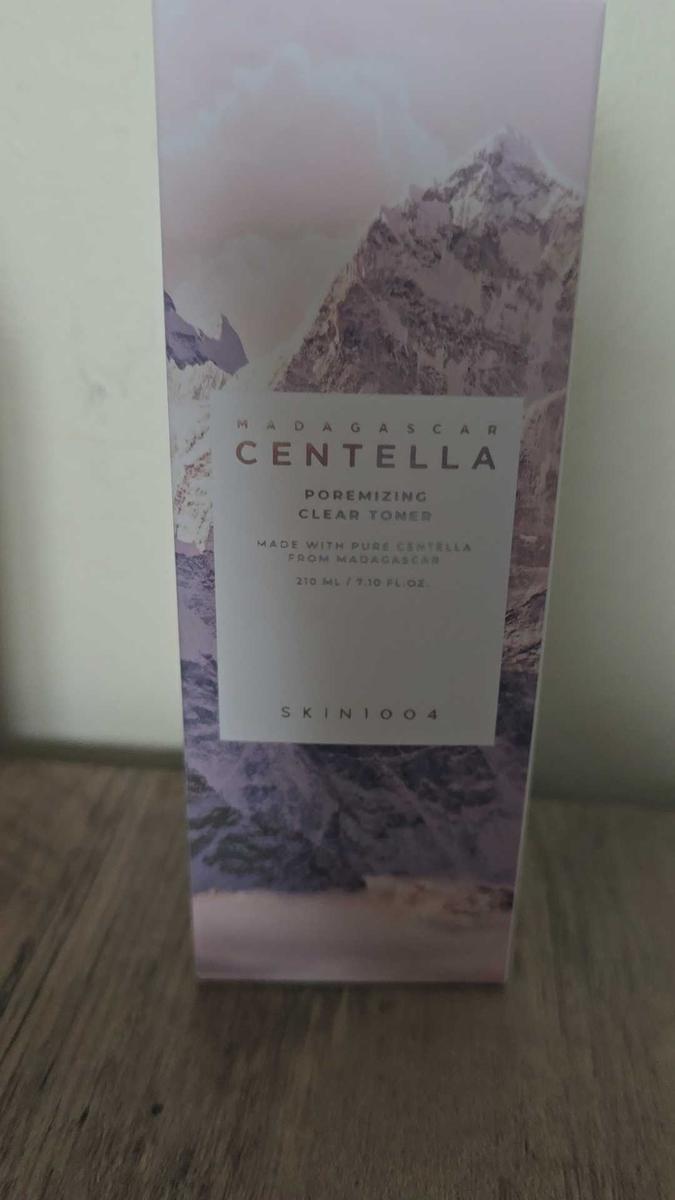 MADAGASCAR
CENTELLA
POREMIZING
CLEAR TONER
MADE WITH PURE CENTELLA
FROM MADAGASCAR
210 ML / 7.10 FL.OZ.
SKIN1004